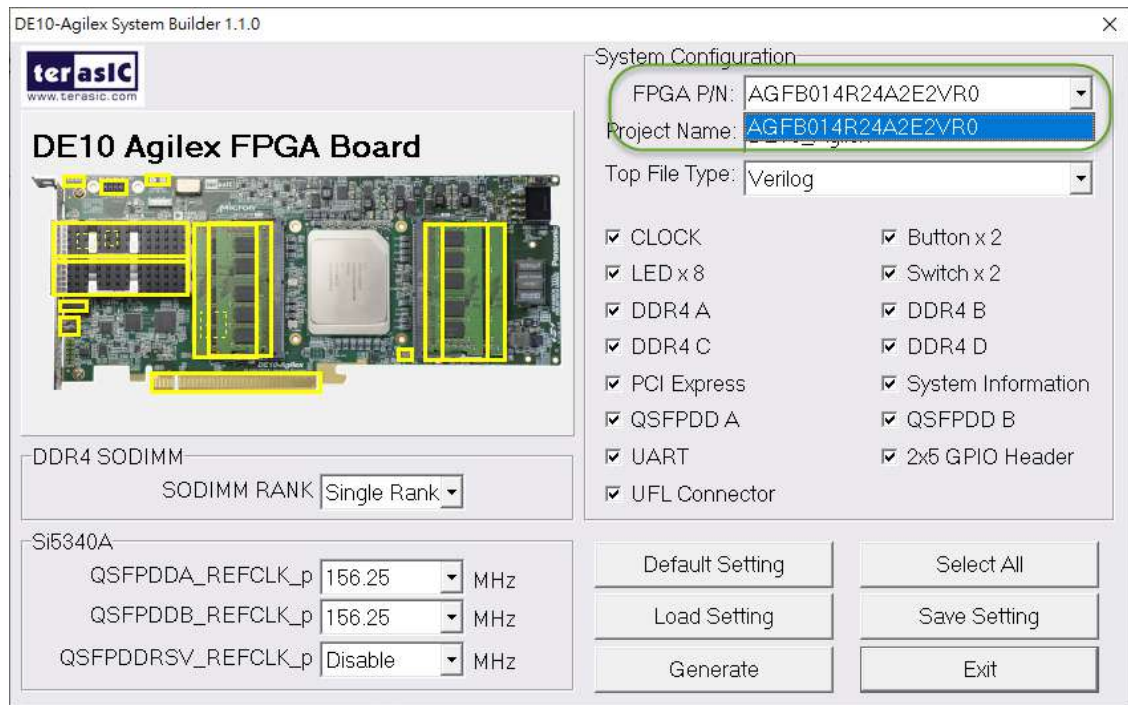 DE10-Agilex System Builder 1.1.0
terasIC
www.terasic.com
DE10 Agilex FPGA Board
DDR4 SODIMM
SODIMM RANK Single Rank
Si5340A
QSFPDDA_REFCLK_p 156.25 MHz
QSFPDDB_REFCLK_p 156.25 MHz
QSFPDDRSV_REFCLK_p Disable MHz
System Configuration
FPGA P/N: AGFB014R24A2E2VR0
AGFB014R24A2E2VR0
Project Name:
Top File Type: Verilog
CLOCK Button x 2
LED x 8 Switch x 2
DDR4 A DDR4 B
DDR4 C DDR4 D
PCI Express System Information
QSFPDD A QSFPDD B
UART 2x5 GPIO Header
UFL Connector
Default Setting Select All
Load Setting Save Setting
Generate Exit